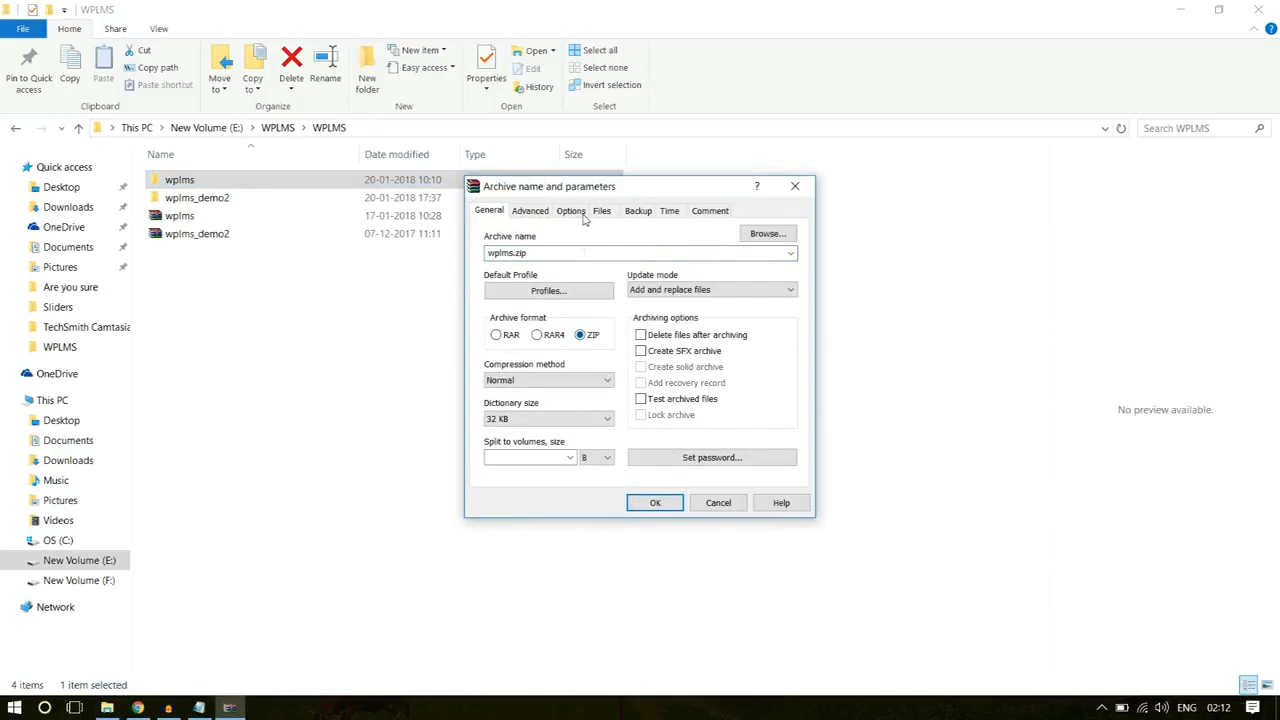 WPLMS
File Home Share View
Pin to Quick access
Copy
Paste
Cut
Copy path
Paste shortcut
Clipboard
Move to
Copy to
Delete
Rename
Organize
New folder
New item
Easy access
New
Properties
Open
Edit
History
Open
Select all
Select none
Invert selection
Select
This PC > New Volume (E:) > WPLMS > WPLMS
Search WPLMS
Name Date modified Type Size
wplms 20-01-2018 10:10
wplms_demo2 20-01-2018 17:37
wplms 17-01-2018 10:28
wplms_demo2 07-12-2017 11:11
Quick access
Desktop
Downloads
OneDrive
Documents
Pictures
Are you sure
Sliders
TechSmith Camtasia
WPLMS
OneDrive
This PC
Desktop
Documents
Downloads
Music
Pictures
Videos
OS (C:)
New Volume (E:)
New Volume (F:)
Network
Archive name and parameters
?
General Advanced Options Files Backup Time Comment
Archive name
Browse...
wplms.zip
Default Profile
Profiles...
Update mode
Add and replace files
Archive format
RAR RAR4 ZIP
Compression method
Normal
Dictionary size
32 KB
Split to volumes, size
B
Archiving options
Delete files after archiving
Create SFX archive
Create solid archive
Add recovery record
Test archived files
Lock archive
Set password...
OK Cancel Help
No preview available.
4 items 1 item selected
ENG 02:12